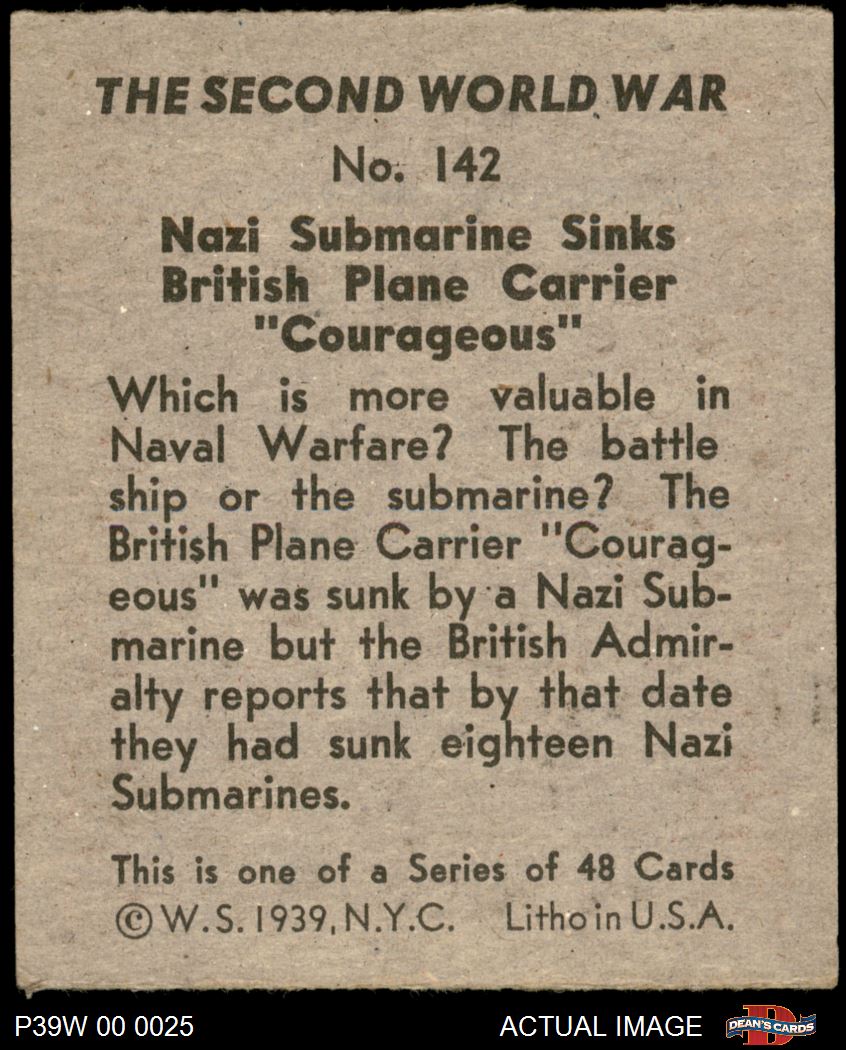 THE SECOND WORLD WAR
No. 142
Nazi Submarine Sinks
British Plane Carrier
"Courageous"
Which is more valuable in
Naval Warfare? The battle
ship or the submarine? The
British Plane Carrier "Courag-
eous" was sunk by a Nazi Sub-
marine but the British Admir-
alty reports that by that date
they had sunk eighteen Nazi
Submarines.
This is one of a Series of 48 Cards
© W.S. 1939, N.Y.C. Litho in U.S.A.
P39W 00 0025 ACTUAL IMAGE DEAN'S CARDS